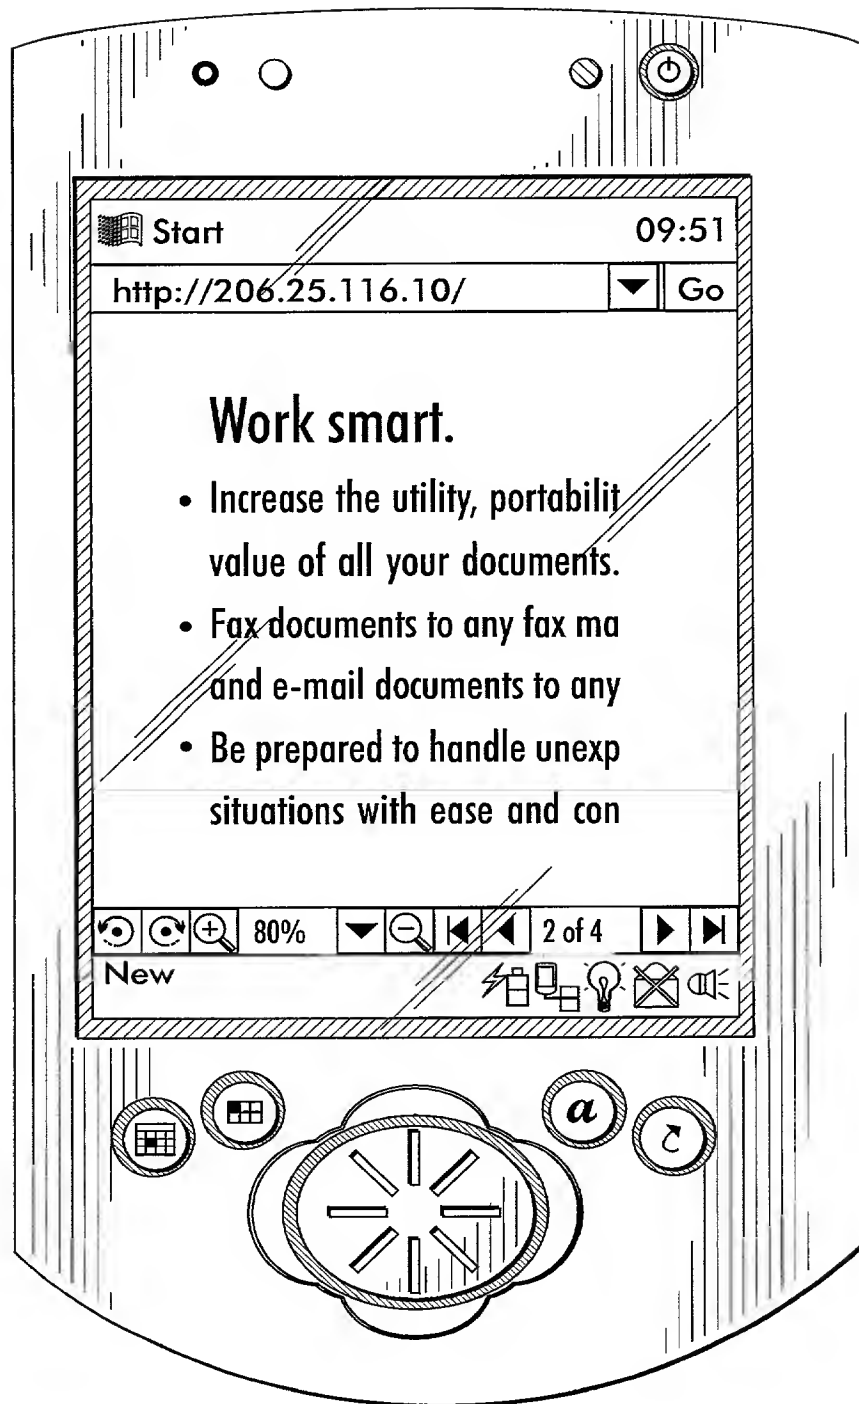 Start 09:51
http://206.25.116.10/ Go
Work smart.
• Increase the utility, portabilit
value of all your documents.
• Fax documents to any fax ma
and e-mail documents to any
• Be prepared to handle unexp
situations with ease and con
80% 2 of 4
New
a